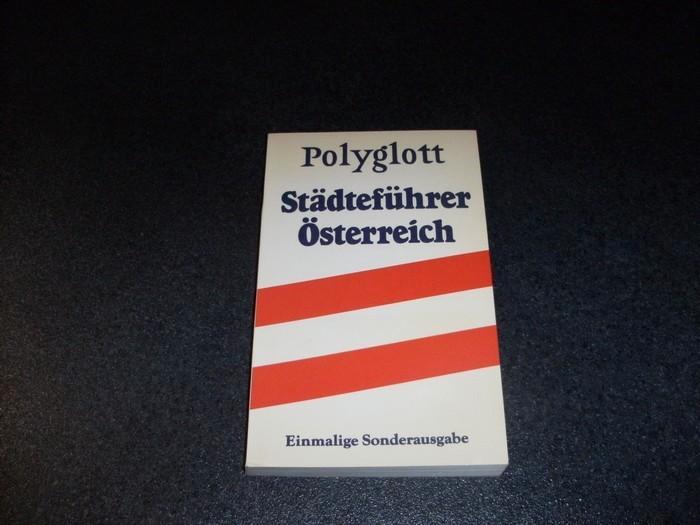 Polyglott
Städteführer
Österreich
Einmalige Sonderausgabe